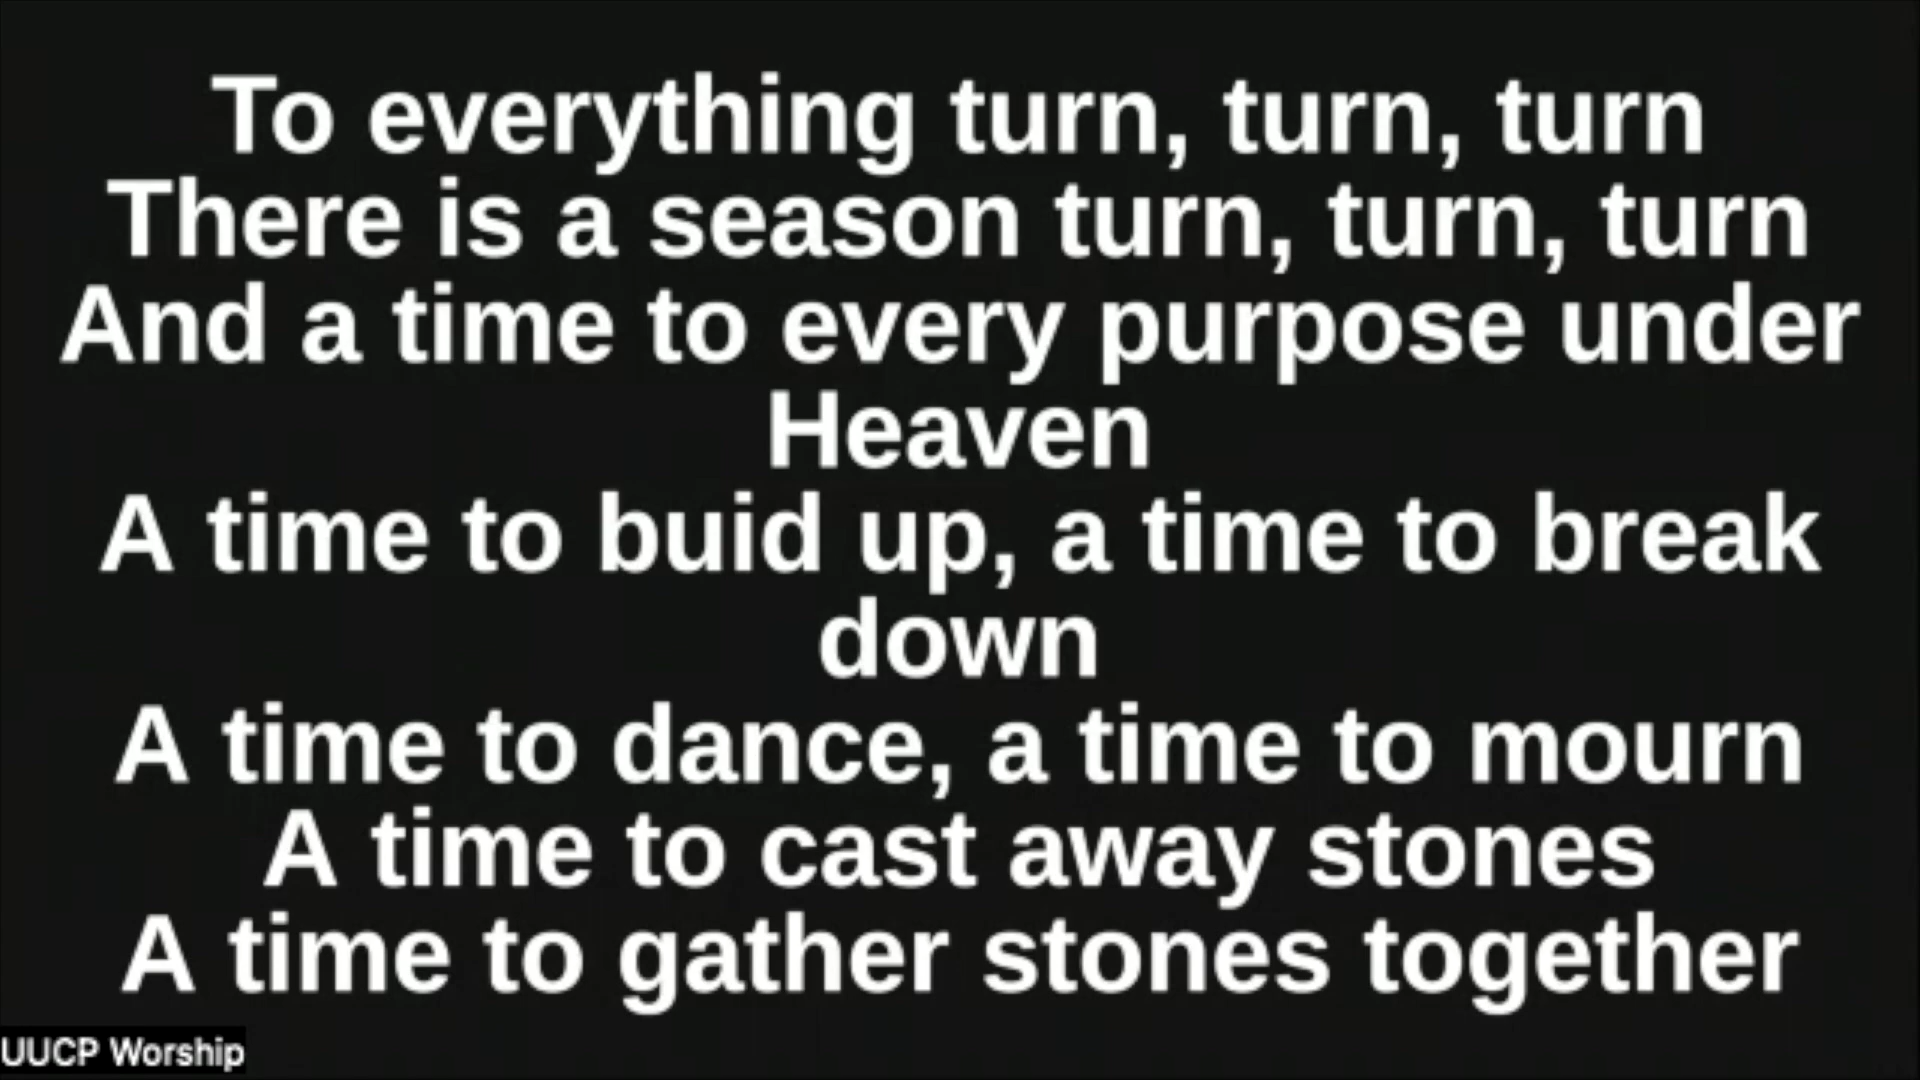 To everything turn, turn, turn
There is a season turn, turn, turn
And a time to every purpose under
Heaven
A time to buid up, a time to break
down
A time to dance, a time to mourn
A time to cast away stones
A time to gather stones together
UUCP Worship